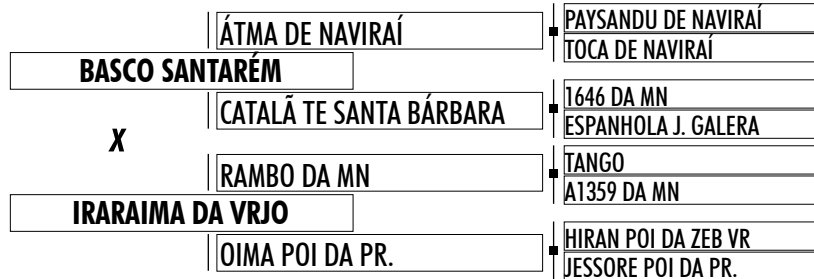 ÁTMA DE NAVIRAÍ
PAYSANDU DE NAVIRAÍ
TOCA DE NAVIRAÍ
BASCO SANTARÉM
CATALÃ TE SANTA BÁRBARA
1646 DA MN
ESPANHOLA J. GALERA
X
RAMBO DA MN
TANGO
A1359 DA MN
IRARAIMA DA VRJO
OIMA POI DA PR.
HIRAN POI DA ZEB VR
JESSORE POI DA PR.